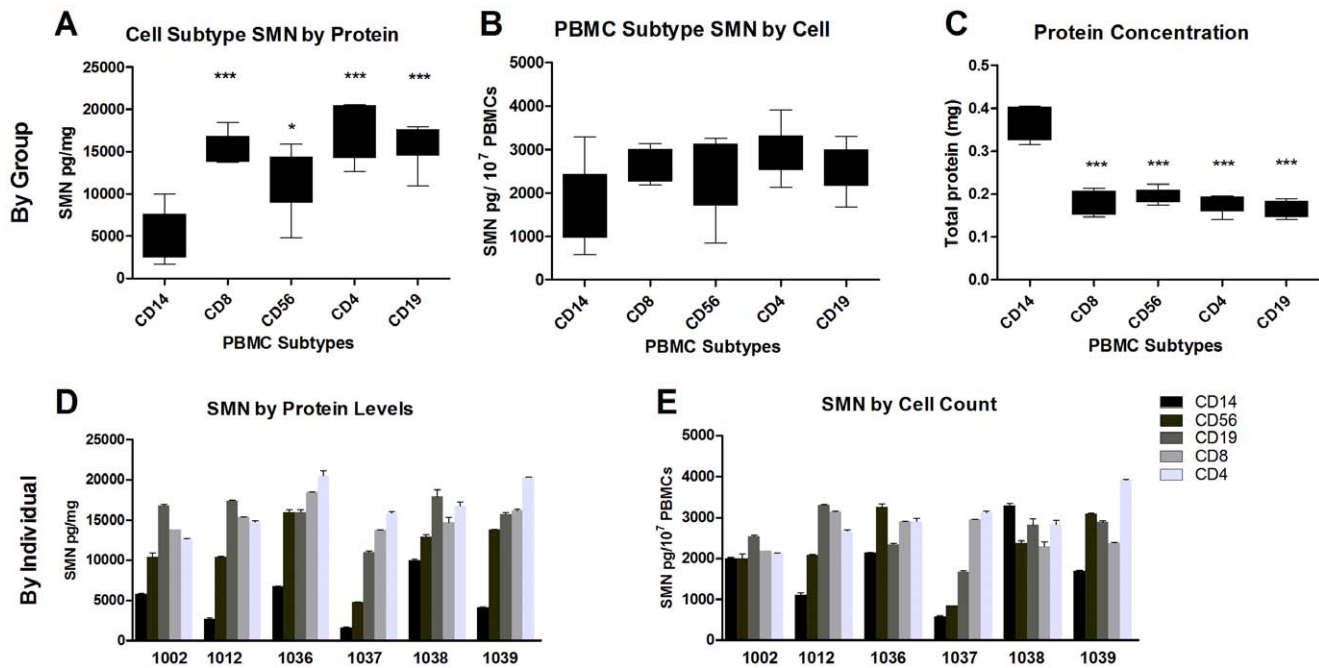 By Group
A
Cell Subtype SMN by Protein
SMN pg/mg
25000
20000
15000
10000
5000
0
***
*
***
***
CD14
CD8
CD56
CD4
CD19
PBMC Subtypes
B
PBMC Subtype SMN by Cell
SMN pg/ 10⁷ PBMCs
5000
4000
3000
2000
1000
0
CD14
CD8
CD56
CD4
CD19
PBMC Subtypes
C
Protein Concentration
Total protein (mg)
0.5
0.4
0.3
0.2
0.1
0.0
***
***
***
***
CD14
CD8
CD56
CD4
CD19
PBMC Subtypes
By Individual
D
SMN by Protein Levels
SMN pg/mg
25000
20000
15000
10000
5000
0
1002
1012
1036
1037
1038
1039
E
SMN by Cell Count
SMN pg/10⁷ PBMCs
5000
4000
3000
2000
1000
0
1002
1012
1036
1037
1038
1039
CD14
CD56
CD19
CD8
CD4